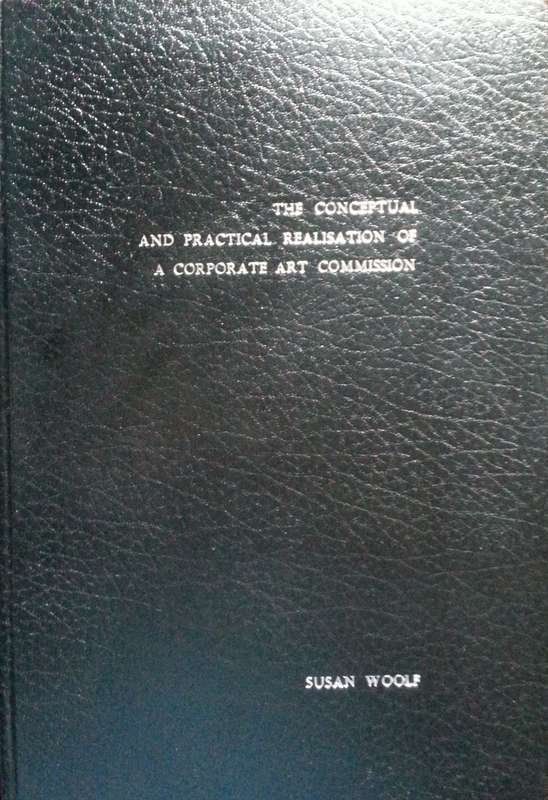 THE CONCEPTUAL
AND PRACTICAL REALISATION OF
A CORPORATE ART COMMISSION
SUSAN WOOLF